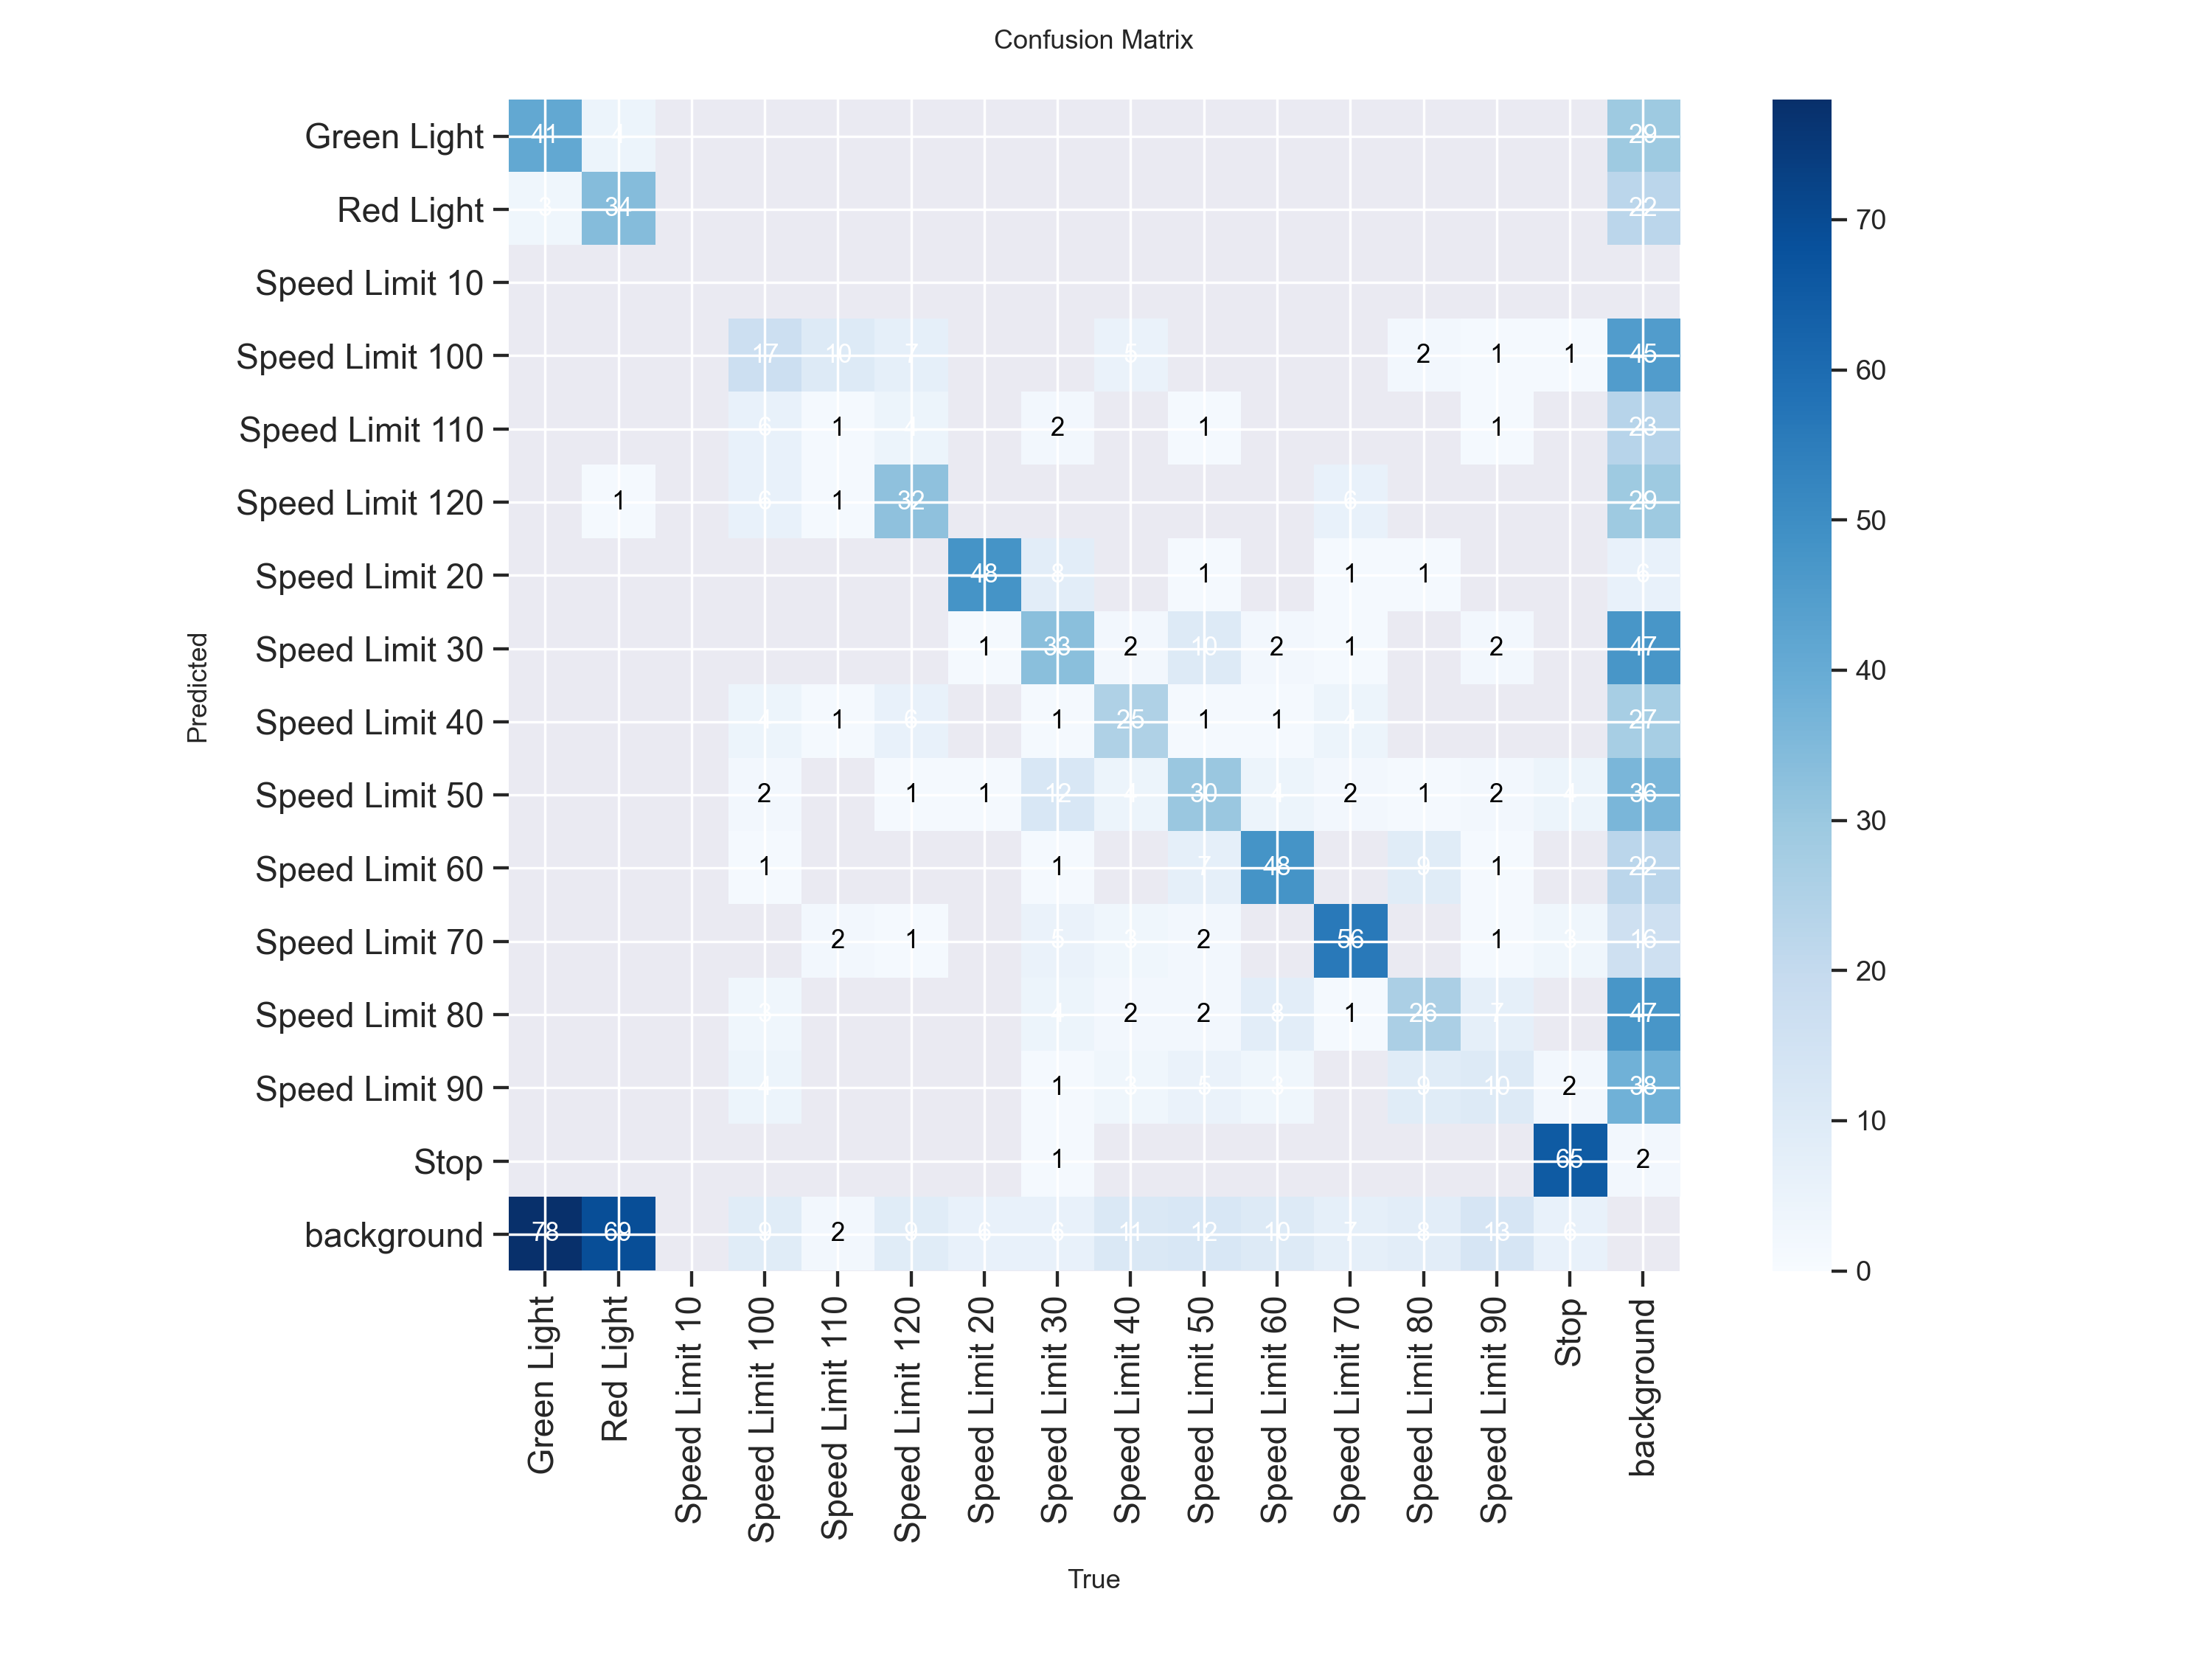 Confusion Matrix
Green Light 41 4 29
Red Light 3 34 22
Speed Limit 10
Speed Limit 100 17 10 7 5 2 1 1 45
Speed Limit 110 6 1 4 2 1 1 23
Speed Limit 120 1 6 1 32 6 29
Speed Limit 20 48 8 1 1 1 6
Speed Limit 30 1 33 2 10 2 1 2 47
Speed Limit 40 4 1 6 1 25 1 1 4 27
Speed Limit 50 2 1 1 12 4 30 4 2 1 2 4 36
Speed Limit 60 1 1 7 48 9 1 22
Speed Limit 70 2 1 5 3 2 56 1 3 16
Speed Limit 80 3 4 2 2 8 1 26 7 47
Speed Limit 90 4 1 3 5 3 9 10 2 38
Stop 1 65 2
background 78 69 9 2 9 6 6 11 12 10 7 8 13 6
Predicted
Green Light
Red Light
Speed Limit 10
Speed Limit 100
Speed Limit 110
Speed Limit 120
Speed Limit 20
Speed Limit 30
Speed Limit 40
Speed Limit 50
Speed Limit 60
Speed Limit 70
Speed Limit 80
Speed Limit 90
Stop
background
True
70
60
50
40
30
20
10
0